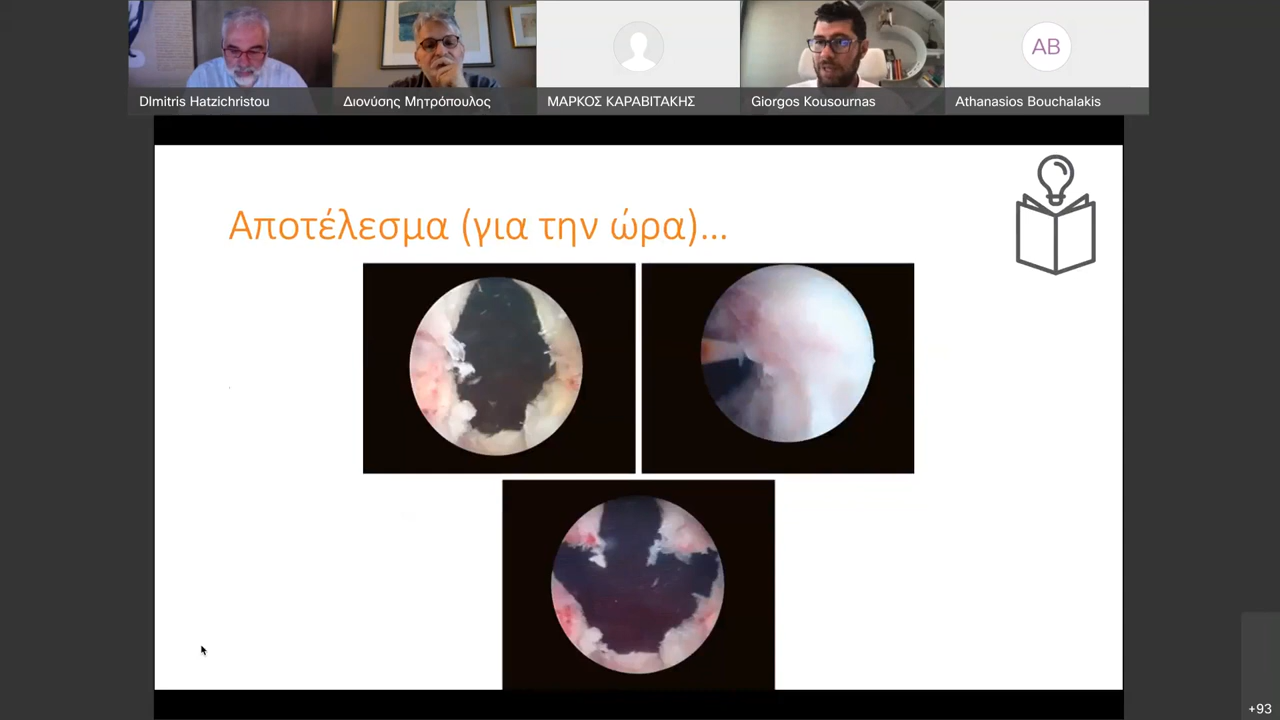 DImitris Hatzichristou
Διονύσης Μητρόπουλος
ΜΑΡΚΟΣ ΚΑΡΑΒΙΤΑΚΗΣ
Giorgos Kousournas
AB
Athanasios Bouchalakis
Αποτέλεσμα (για την ώρα)...
+93